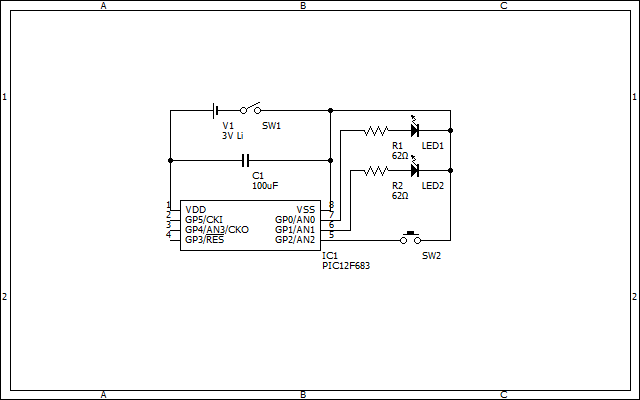 A B C
1 1
V1 SW1
3V Li
R1 LED1
62Ω
C1
100uF
R2 LED2
62Ω
1 VDD VSS 8
2 GP5/CKI GP0/AN0 7
3 GP4/AN3/CKO GP1/AN1 6
4 GP3/RES GP2/AN2 5
IC1 SW2
PIC12F683
2 2
A B C